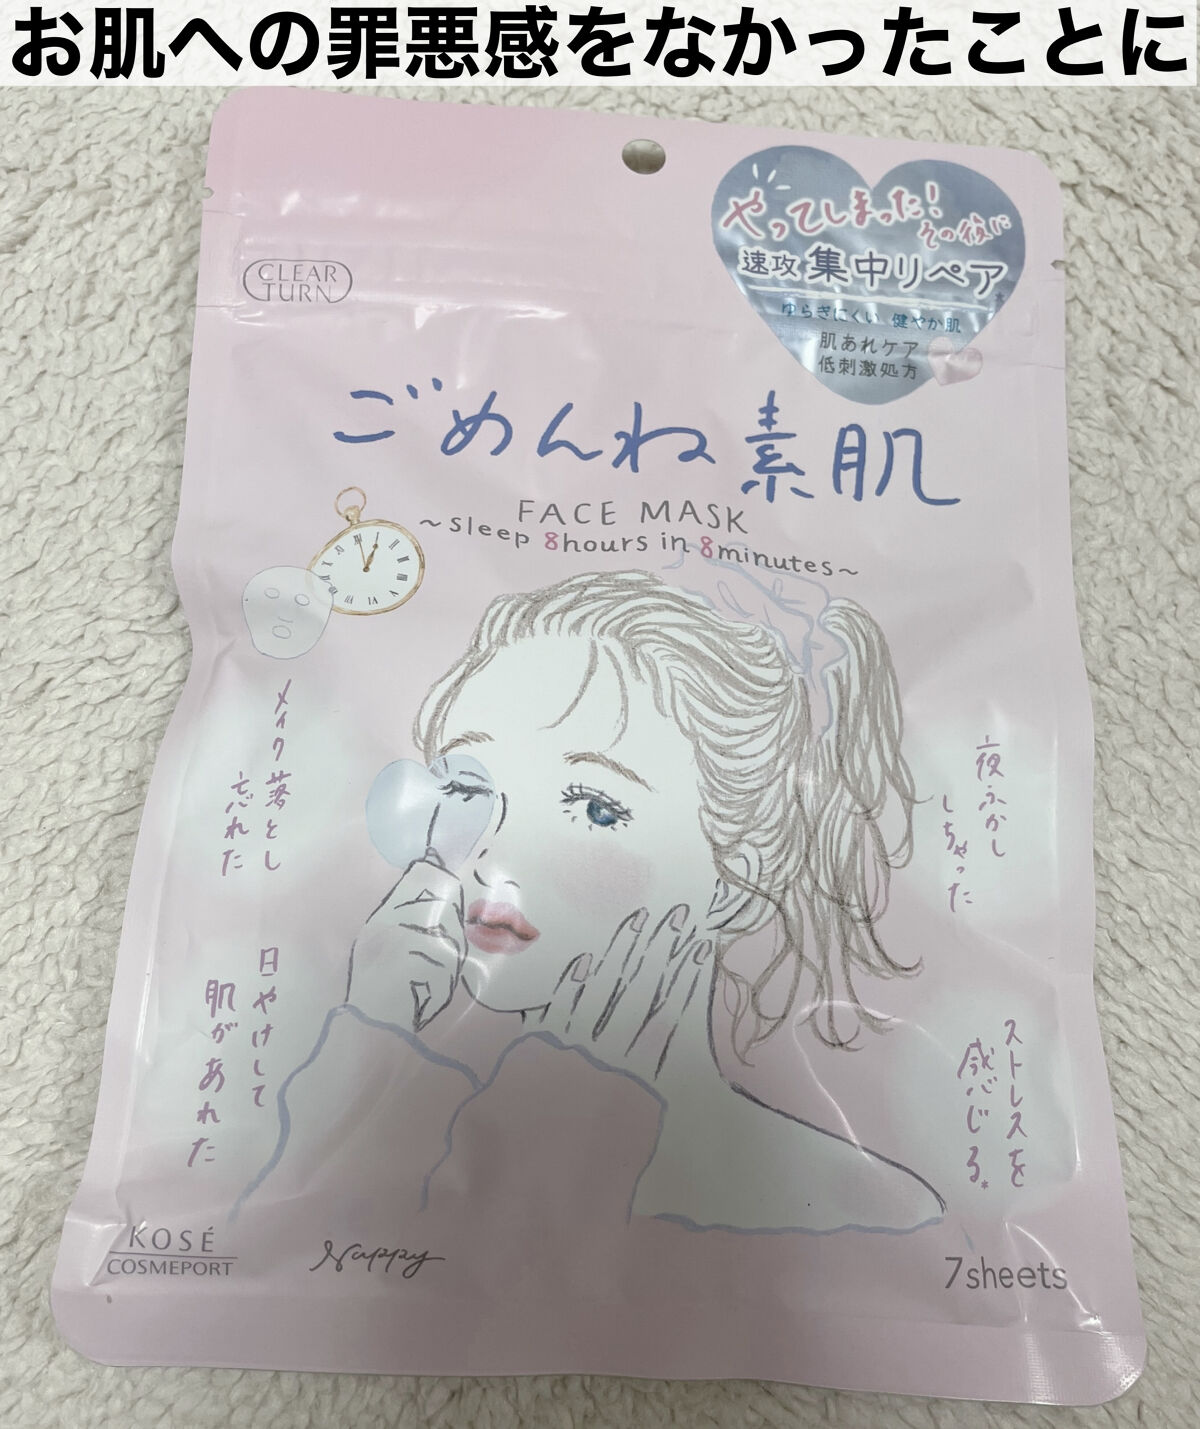 お肌への罪悪感をなかったことに
CLEAR
TURN
やってしまった!
その後に
速攻 集中リペア*
ゆらぎにくい 健やか肌
肌あれケア
低刺激処方
ごめんね素肌
FACE MASK
~sleep 8hours in 8minutes~
メイク落とし
忘れた
夜ふかし
しちゃった
日やけして
肌があれた
ストレスを
感じる*
KOSÉ
COSMEPORT
Nappy
7sheets